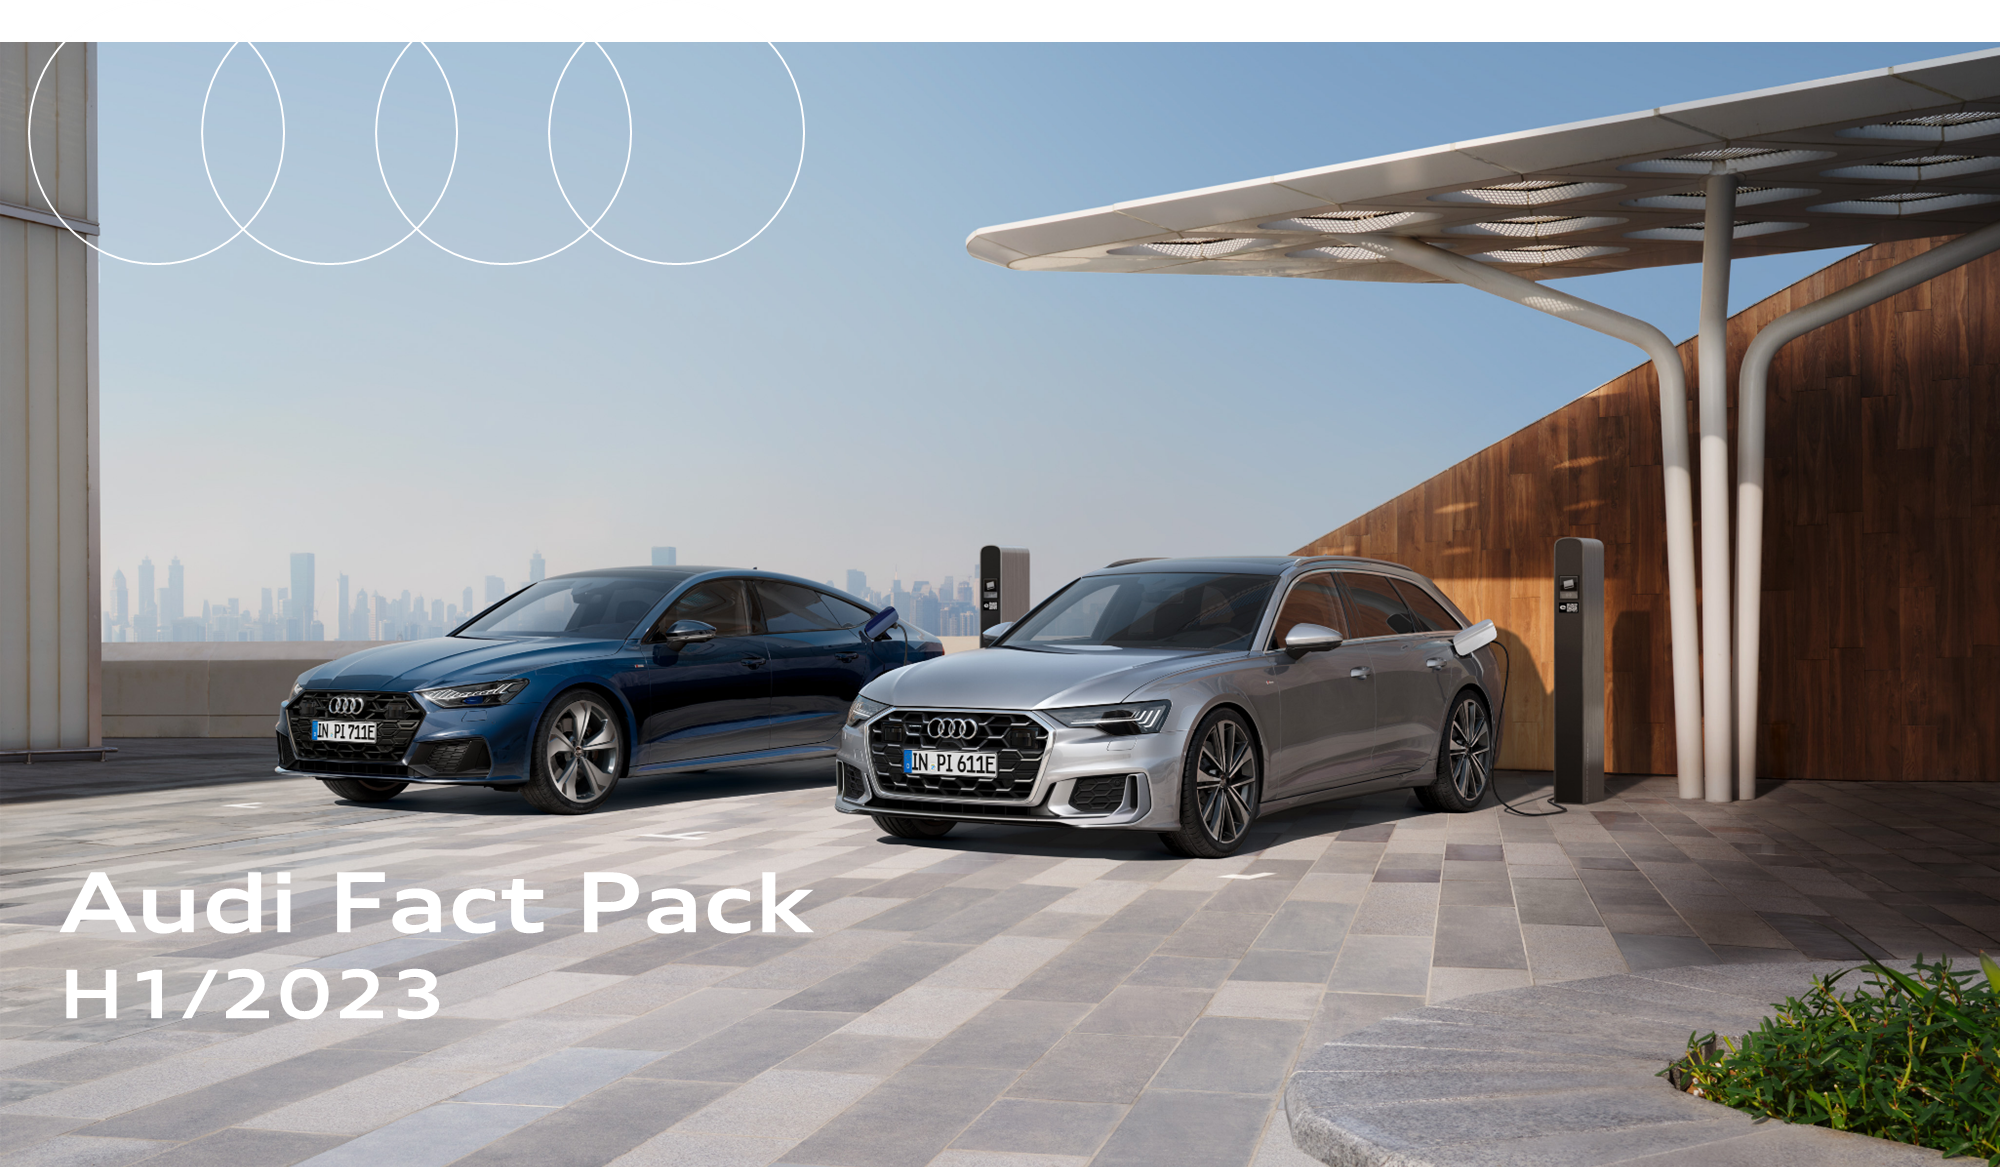 IN PI 711E
IN PI 611E
Audi Fact Pack
H1/2023